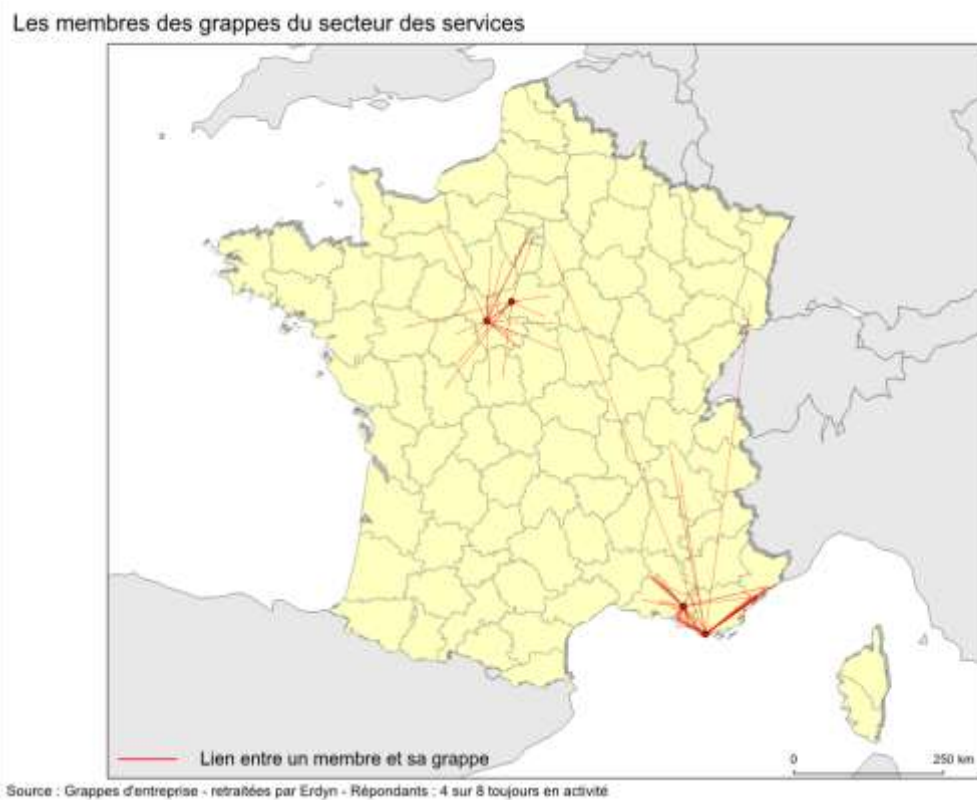 Les membres des grappes du secteur des services
Lien entre un membre et sa grappe
0 250 km
Source : Grappes d'entreprise - retraitées par Erdyn - Répondants : 4 sur 8 toujours en activité